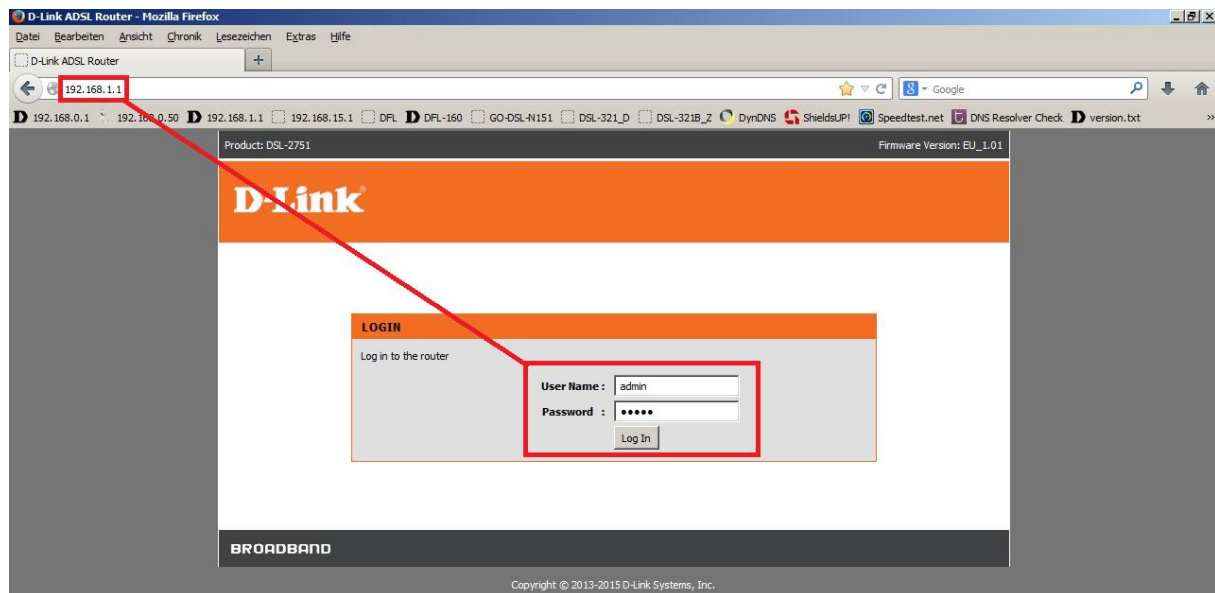 D-Link ADSL Router - Mozilla Firefox
Datei Bearbeiten Ansicht Chronik Lesezeichen Extras Hilfe
D-Link ADSL Router
192.168.1.1
Google
192.168.0.1 192.168.0.50 192.168.1.1 192.168.15.1 DFL DFL-160 GO-DSL-N151 DSL-321_D DSL-321B_Z DynDNS ShieldsUP! Speedtest.net DNS Resolver Check version.txt
Product: DSL-2751 Firmware Version: EU_1.01
D-Link
LOGIN
Log in to the router
User Name : admin
Password : •••••
Log In
BROADBAND
Copyright © 2013-2015 D-Link Systems, Inc.